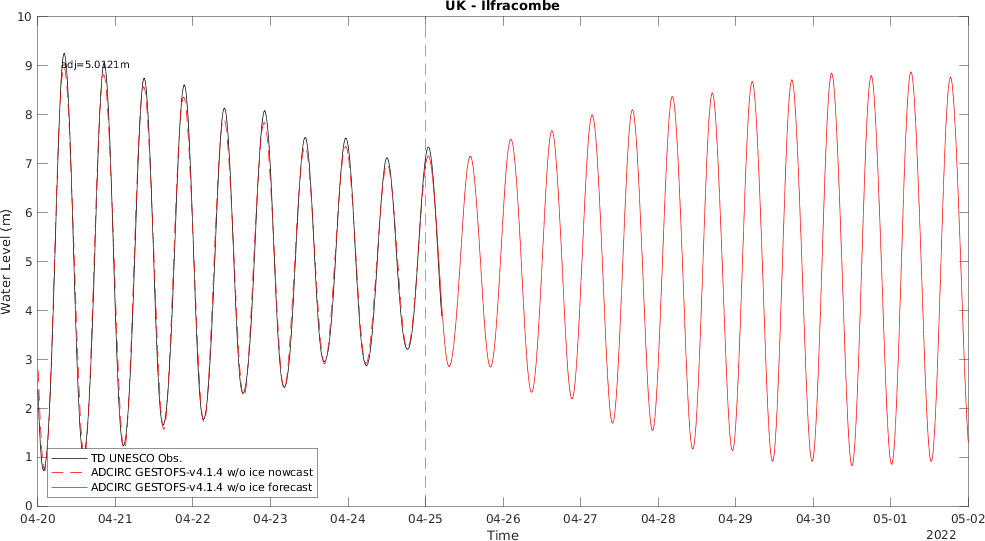 UK - Ilfracombe
10
9
8
7
6
5
4
3
2
1
0
Water Level (m)
adj=5.0121m
TD UNESCO Obs.
ADCIRC GESTOFS-v4.1.4 w/o ice nowcast
ADCIRC GESTOFS-v4.1.4 w/o ice forecast
04-20 04-21 04-22 04-23 04-24 04-25 04-26 04-27 04-28 04-29 04-30 05-01 05-02
Time
2022